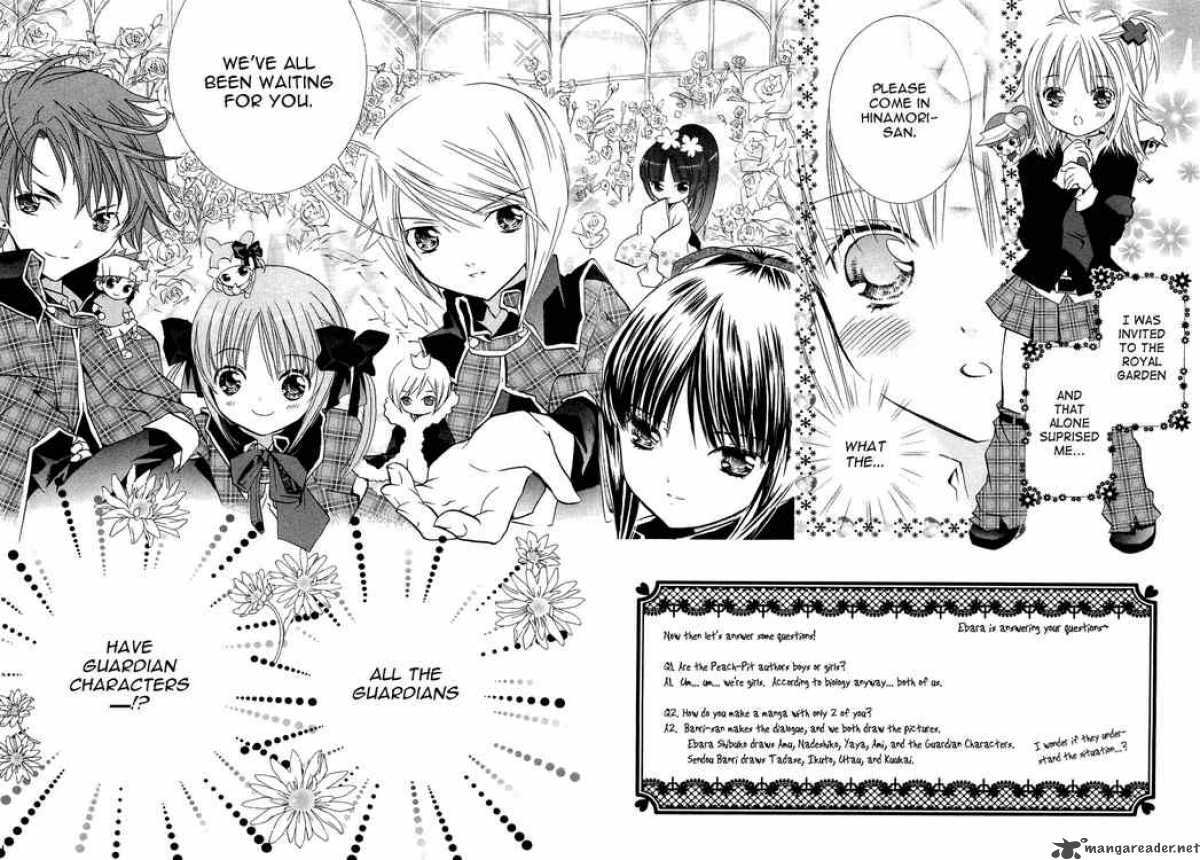 PLEASE
COME IN
HINAMORI-
SAN.
I WAS
INVITED
TO THE
ROYAL
GARDEN
AND
THAT
ALONE
SUPRISED
ME...
WHAT
THE...
WE'VE ALL
BEEN WAITING
FOR YOU.
ALL THE
GUARDIANS
HAVE
GUARDIAN
CHARACTERS
—!?
Now then let's answer some questions!
Ebara is answering your questions~
Q1. Are the Peach-Pit authors boys or girls?
A1. Um... um... we're girls. According to biology anyway... both of us.
Q2. How do you make a manga with only 2 of you?
A2. Banri-san makes the dialogue, and we both draw the pictures.
Ebara Shibuko draws Amu, Nadeshiko, Yaya, Ami, and the Guardian Characters.
Sendou Banri draws Tadase, Ikuto, Utau, and Kuukai.
I wonder if they under-
stand the situation...?
mangareader.net